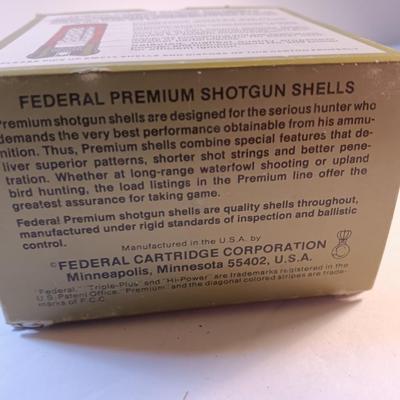 FEDERAL PREMIUM SHOTGUN SHELLS
Premium shotgun shells are designed for the serious hunter who
demands the very best performance obtainable from his ammu-
nition. Thus, Premium shells combine special features that de-
liver superior patterns, shorter shot strings and better pene-
tration. Whether at long-range waterfowl shooting or upland
bird hunting, the load listings in the Premium line offer the
greatest assurance for taking game.
Federal Premium shotgun shells are quality shells throughout,
manufactured under rigid standards of inspection and ballistic
control.
Manufactured in the U.S.A. by
©FEDERAL CARTRIDGE CORPORATION
Minneapolis, Minnesota 55402, U.S.A.
"Federal," "Triple-Plus" and "Hi-Power" are trademarks registered in the
U.S. Patent Office. "Premium" and the diagonal colored stripes are trade-
marks of F.C.C.